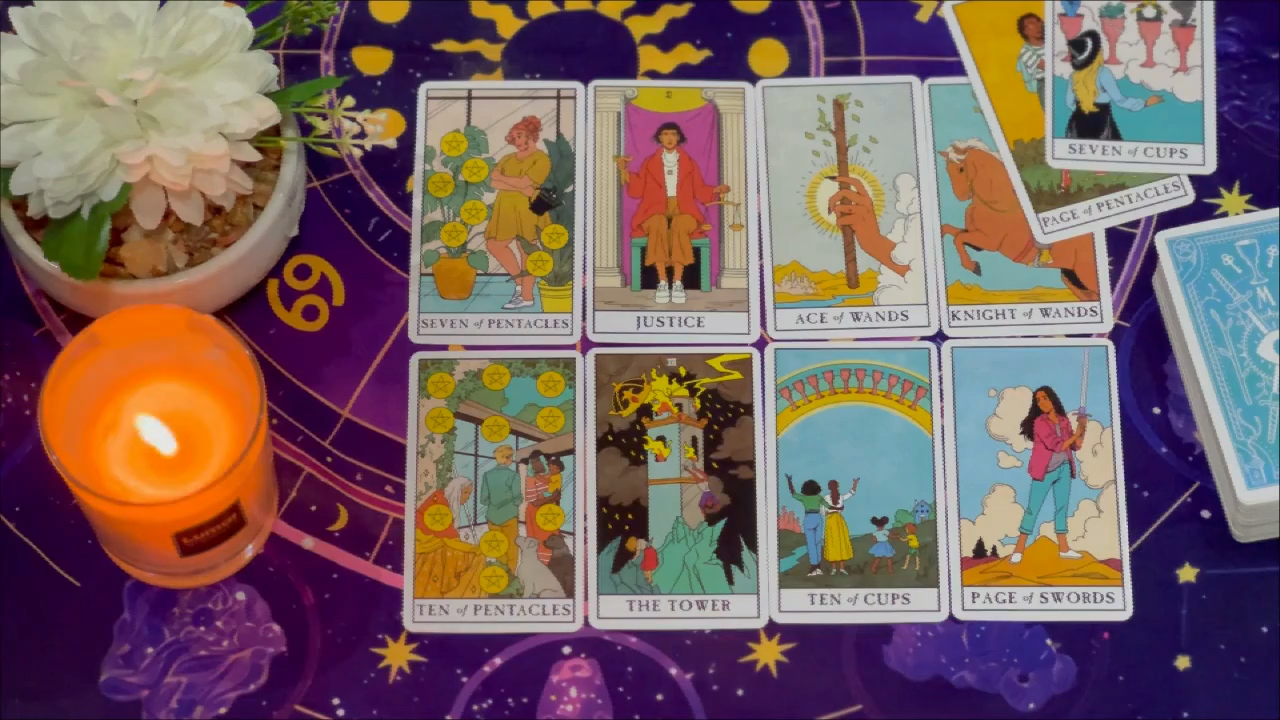 SEVEN of CUPS
PAGE of PENTACLES
SEVEN of PENTACLES
JUSTICE
ACE of WANDS
KNIGHT of WANDS
TEN of PENTACLES
THE TOWER
TEN of CUPS
PAGE of SWORDS